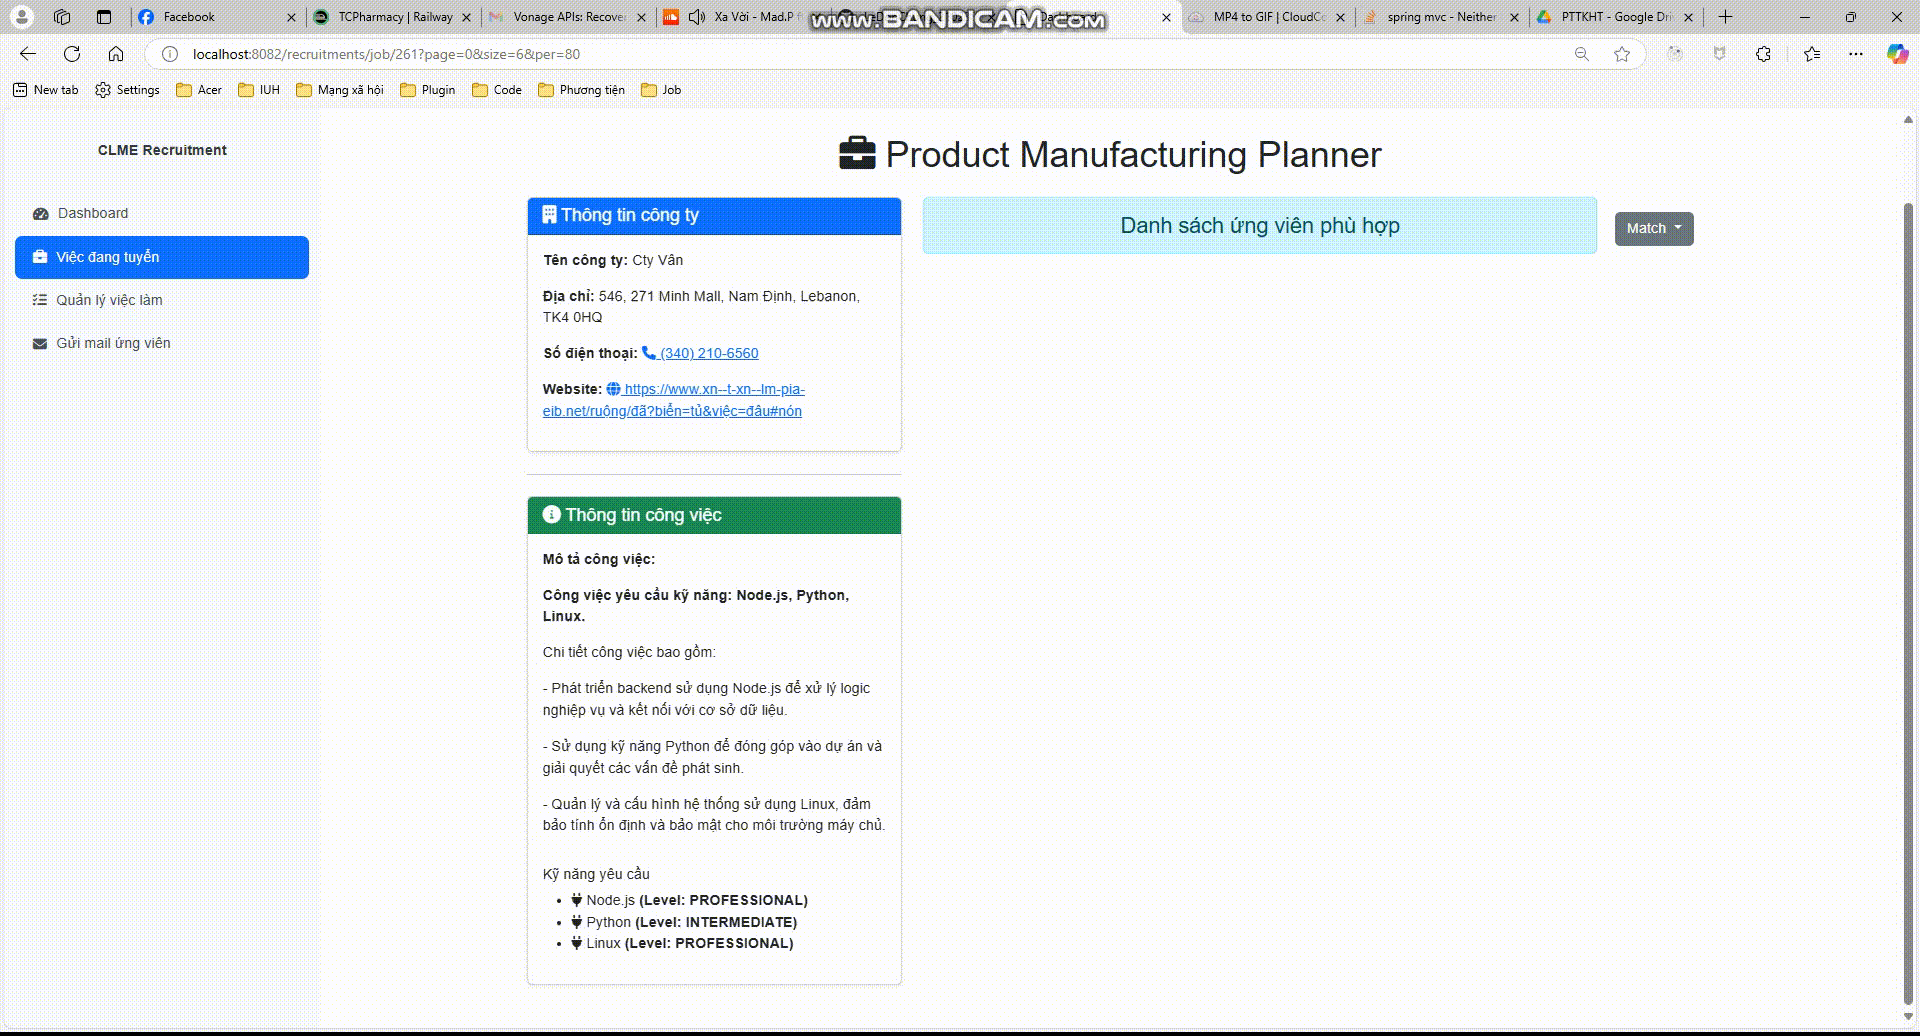 Facebook
TCPharmacy | Railway
Vonage APIs: Recover
Xa Vời - Mad.P
www.BANDICAM.com
MP4 to GIF | CloudCo
spring mvc - Neither
PTTKHT - Google Dri
localhost:8082/recruitments/job/261?page=0&size=6&per=80
New tab
Settings
Acer
IUH
Mạng xã hội
Plugin
Code
Phương tiện
Job
CLME Recruitment
Dashboard
Việc đang tuyển
Quản lý việc làm
Gửi mail ứng viên
Product Manufacturing Planner
Thông tin công ty
Tên công ty: Cty Vân
Địa chỉ: 546, 271 Minh Mall, Nam Định, Lebanon,
TK4 0HQ
Số điện thoại: (340) 210-6560
Website: https://www.xn--t-xn--lm-pia-
eib.net/ruộng/đã?biển=tủ&việc=đâu#nón
Danh sách ứng viên phù hợp
Match
Thông tin công việc
Mô tả công việc:
Công việc yêu cầu kỹ năng: Node.js, Python,
Linux.
Chi tiết công việc bao gồm:
- Phát triển backend sử dụng Node.js để xử lý logic
nghiệp vụ và kết nối với cơ sở dữ liệu.
- Sử dụng kỹ năng Python để đóng góp vào dự án và
giải quyết các vấn đề phát sinh.
- Quản lý và cấu hình hệ thống sử dụng Linux, đảm
bảo tính ổn định và bảo mật cho môi trường máy chủ.
Kỹ năng yêu cầu
Node.js (Level: PROFESSIONAL)
Python (Level: INTERMEDIATE)
Linux (Level: PROFESSIONAL)